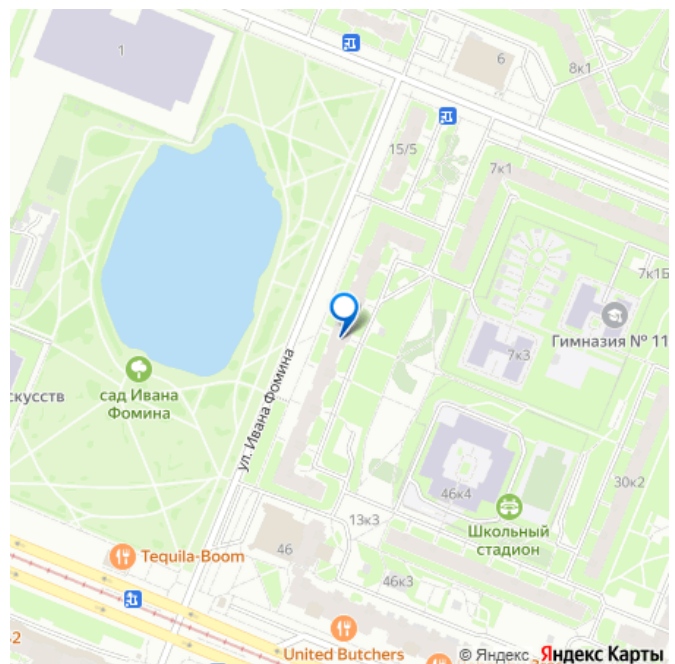 1
6
8к1
15/5
7к1
7к1Б
Гимназия № 11
7к3
сад Ивана
Фомина
скусств
ул. Ивана Фомина
30к2
46к4
Школьный
стадион
13к3
46
Tequila-Boom
46к3
2
United Butchers
© Яндекс Яндекс Карты